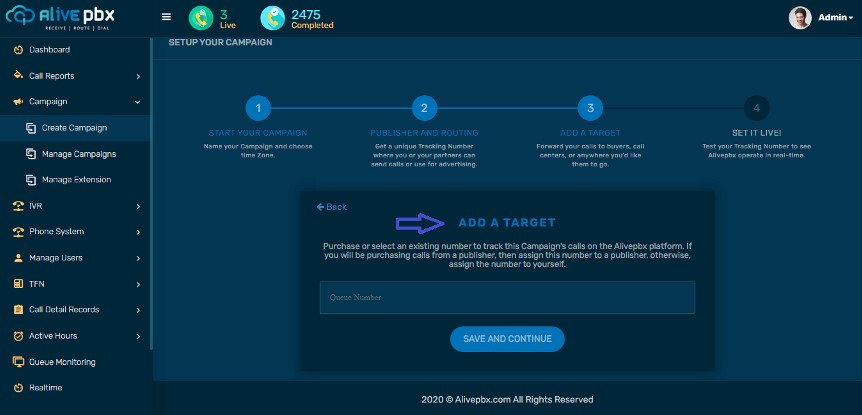 ALive pbx
RECEIVE | ROUTE | DIAL
3
Live
2475
Completed
Admin
Dashboard
Call Reports
Campaign
Create Campaign
Manage Campaigns
Manage Extension
IVR
Phone System
Manage Users
TFN
Call Detail Records
Active Hours
Queue Monitoring
Realtime
SETUP YOUR CAMPAIGN
1
2
3
4
START YOUR CAMPAIGN
Name your Campaign and choose
time Zone.
PUBLISHER AND ROUTING
Get a unique Tracking Number
where you or your partners can
send calls or use for advertising.
ADD A TARGET
Forward your calls to buyers, call
centers, or anywhere you'd like
them to go.
SET IT LIVE!
Test your Tracking Number to see
Alivepbx operate in real-time.
Back
ADD A TARGET
Purchase or select an existing number to track this Campaign's calls on the Alivepbx platform. If
you will be purchasing calls from a publisher, then assign this number to a publisher, otherwise,
assign the number to yourself.
Queue Number
SAVE AND CONTINUE
2020 © Alivepbx.com All Rights Reserved